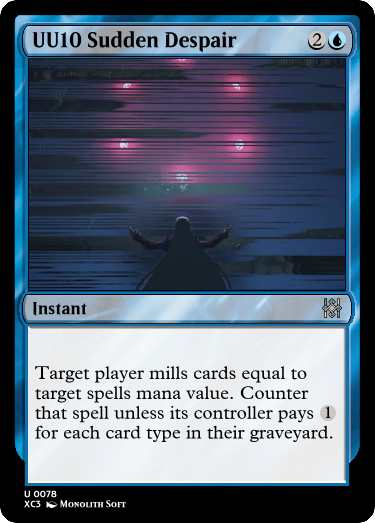 UU10 Sudden Despair 2
Instant
Target player mills cards equal to
target spells mana value. Counter
that spell unless its controller pays 1
for each card type in their graveyard.
U 0078
XC3 Monolith Soft